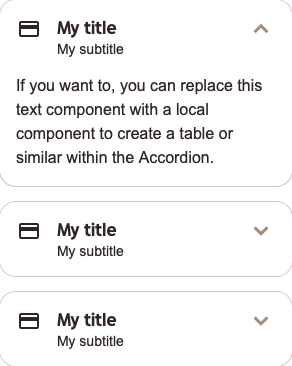 My title
My subtitle
If you want to, you can replace this
text component with a local
component to create a table or
similar within the Accordion.
My title
My subtitle
My title
My subtitle